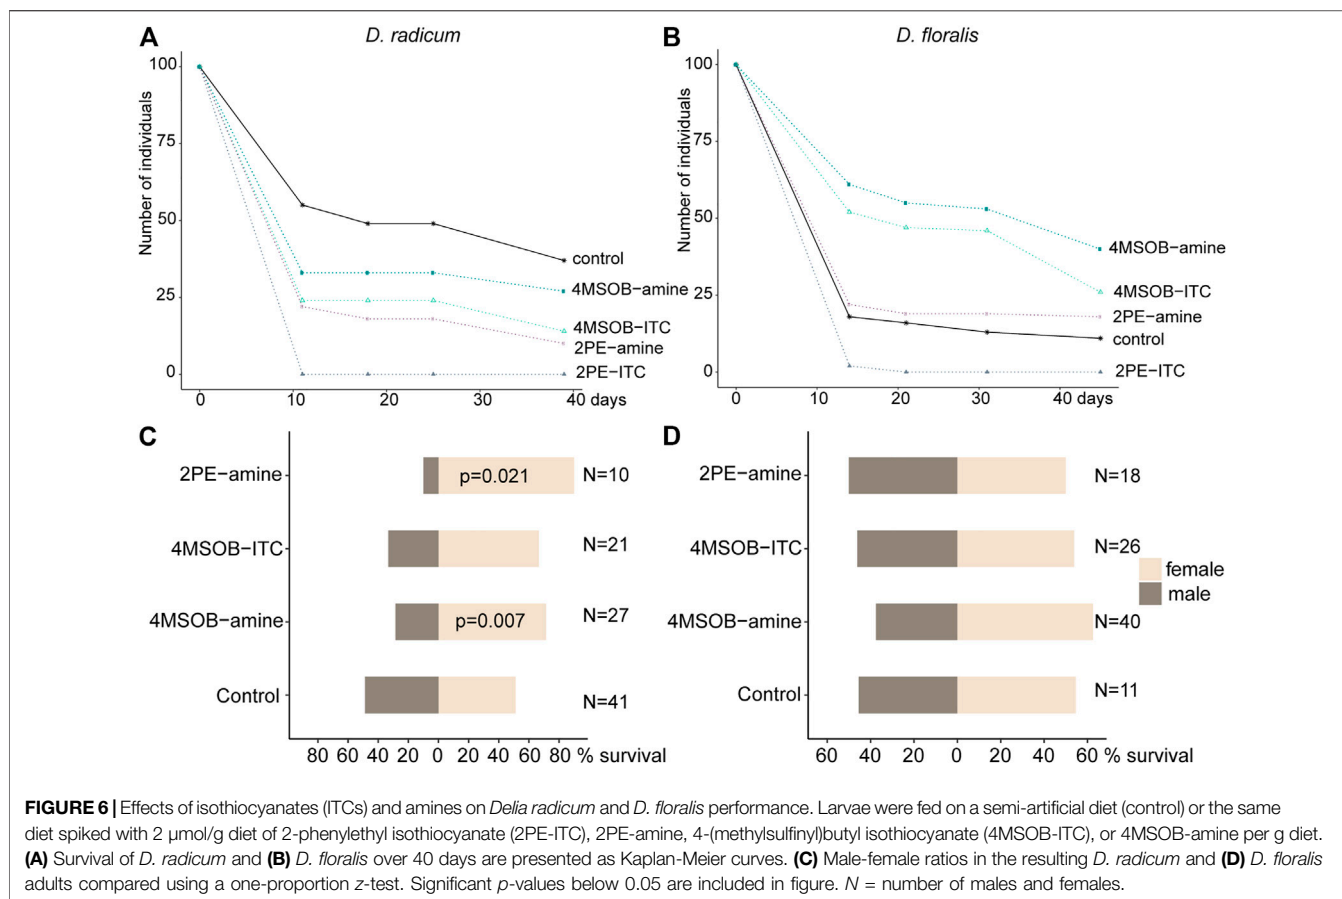 A
D. radicum
B
D. floralis
Number of individuals
100
75
50
25
0
control
4MSOB-amine
4MSOB-ITC
2PE-amine
2PE-ITC
0 10 20 30 40 days
Number of individuals
100
75
50
25
0
4MSOB-amine
4MSOB-ITC
2PE-amine
control
2PE-ITC
0 10 20 30 40 days
C
2PE-amine
p=0.021
N=10
4MSOB-ITC
N=21
4MSOB-amine
p=0.007
N=27
Control
N=41
80 60 40 20 0 20 40 60 80 % survival
D
2PE-amine
N=18
4MSOB-ITC
N=26
4MSOB-amine
N=40
Control
N=11
female
male
60 40 20 0 20 40 60 % survival
FIGURE 6 | Effects of isothiocyanates (ITCs) and amines on Delia radicum and D. floralis performance. Larvae were fed on a semi-artificial diet (control) or the same
diet spiked with 2 µmol/g diet of 2-phenylethyl isothiocyanate (2PE-ITC), 2PE-amine, 4-(methylsulfinyl)butyl isothiocyanate (4MSOB-ITC), or 4MSOB-amine per g diet.
(A) Survival of D. radicum and (B) D. floralis over 40 days are presented as Kaplan-Meier curves. (C) Male-female ratios in the resulting D. radicum and (D) D. floralis
adults compared using a one-proportion z-test. Significant p-values below 0.05 are included in figure. N = number of males and females.